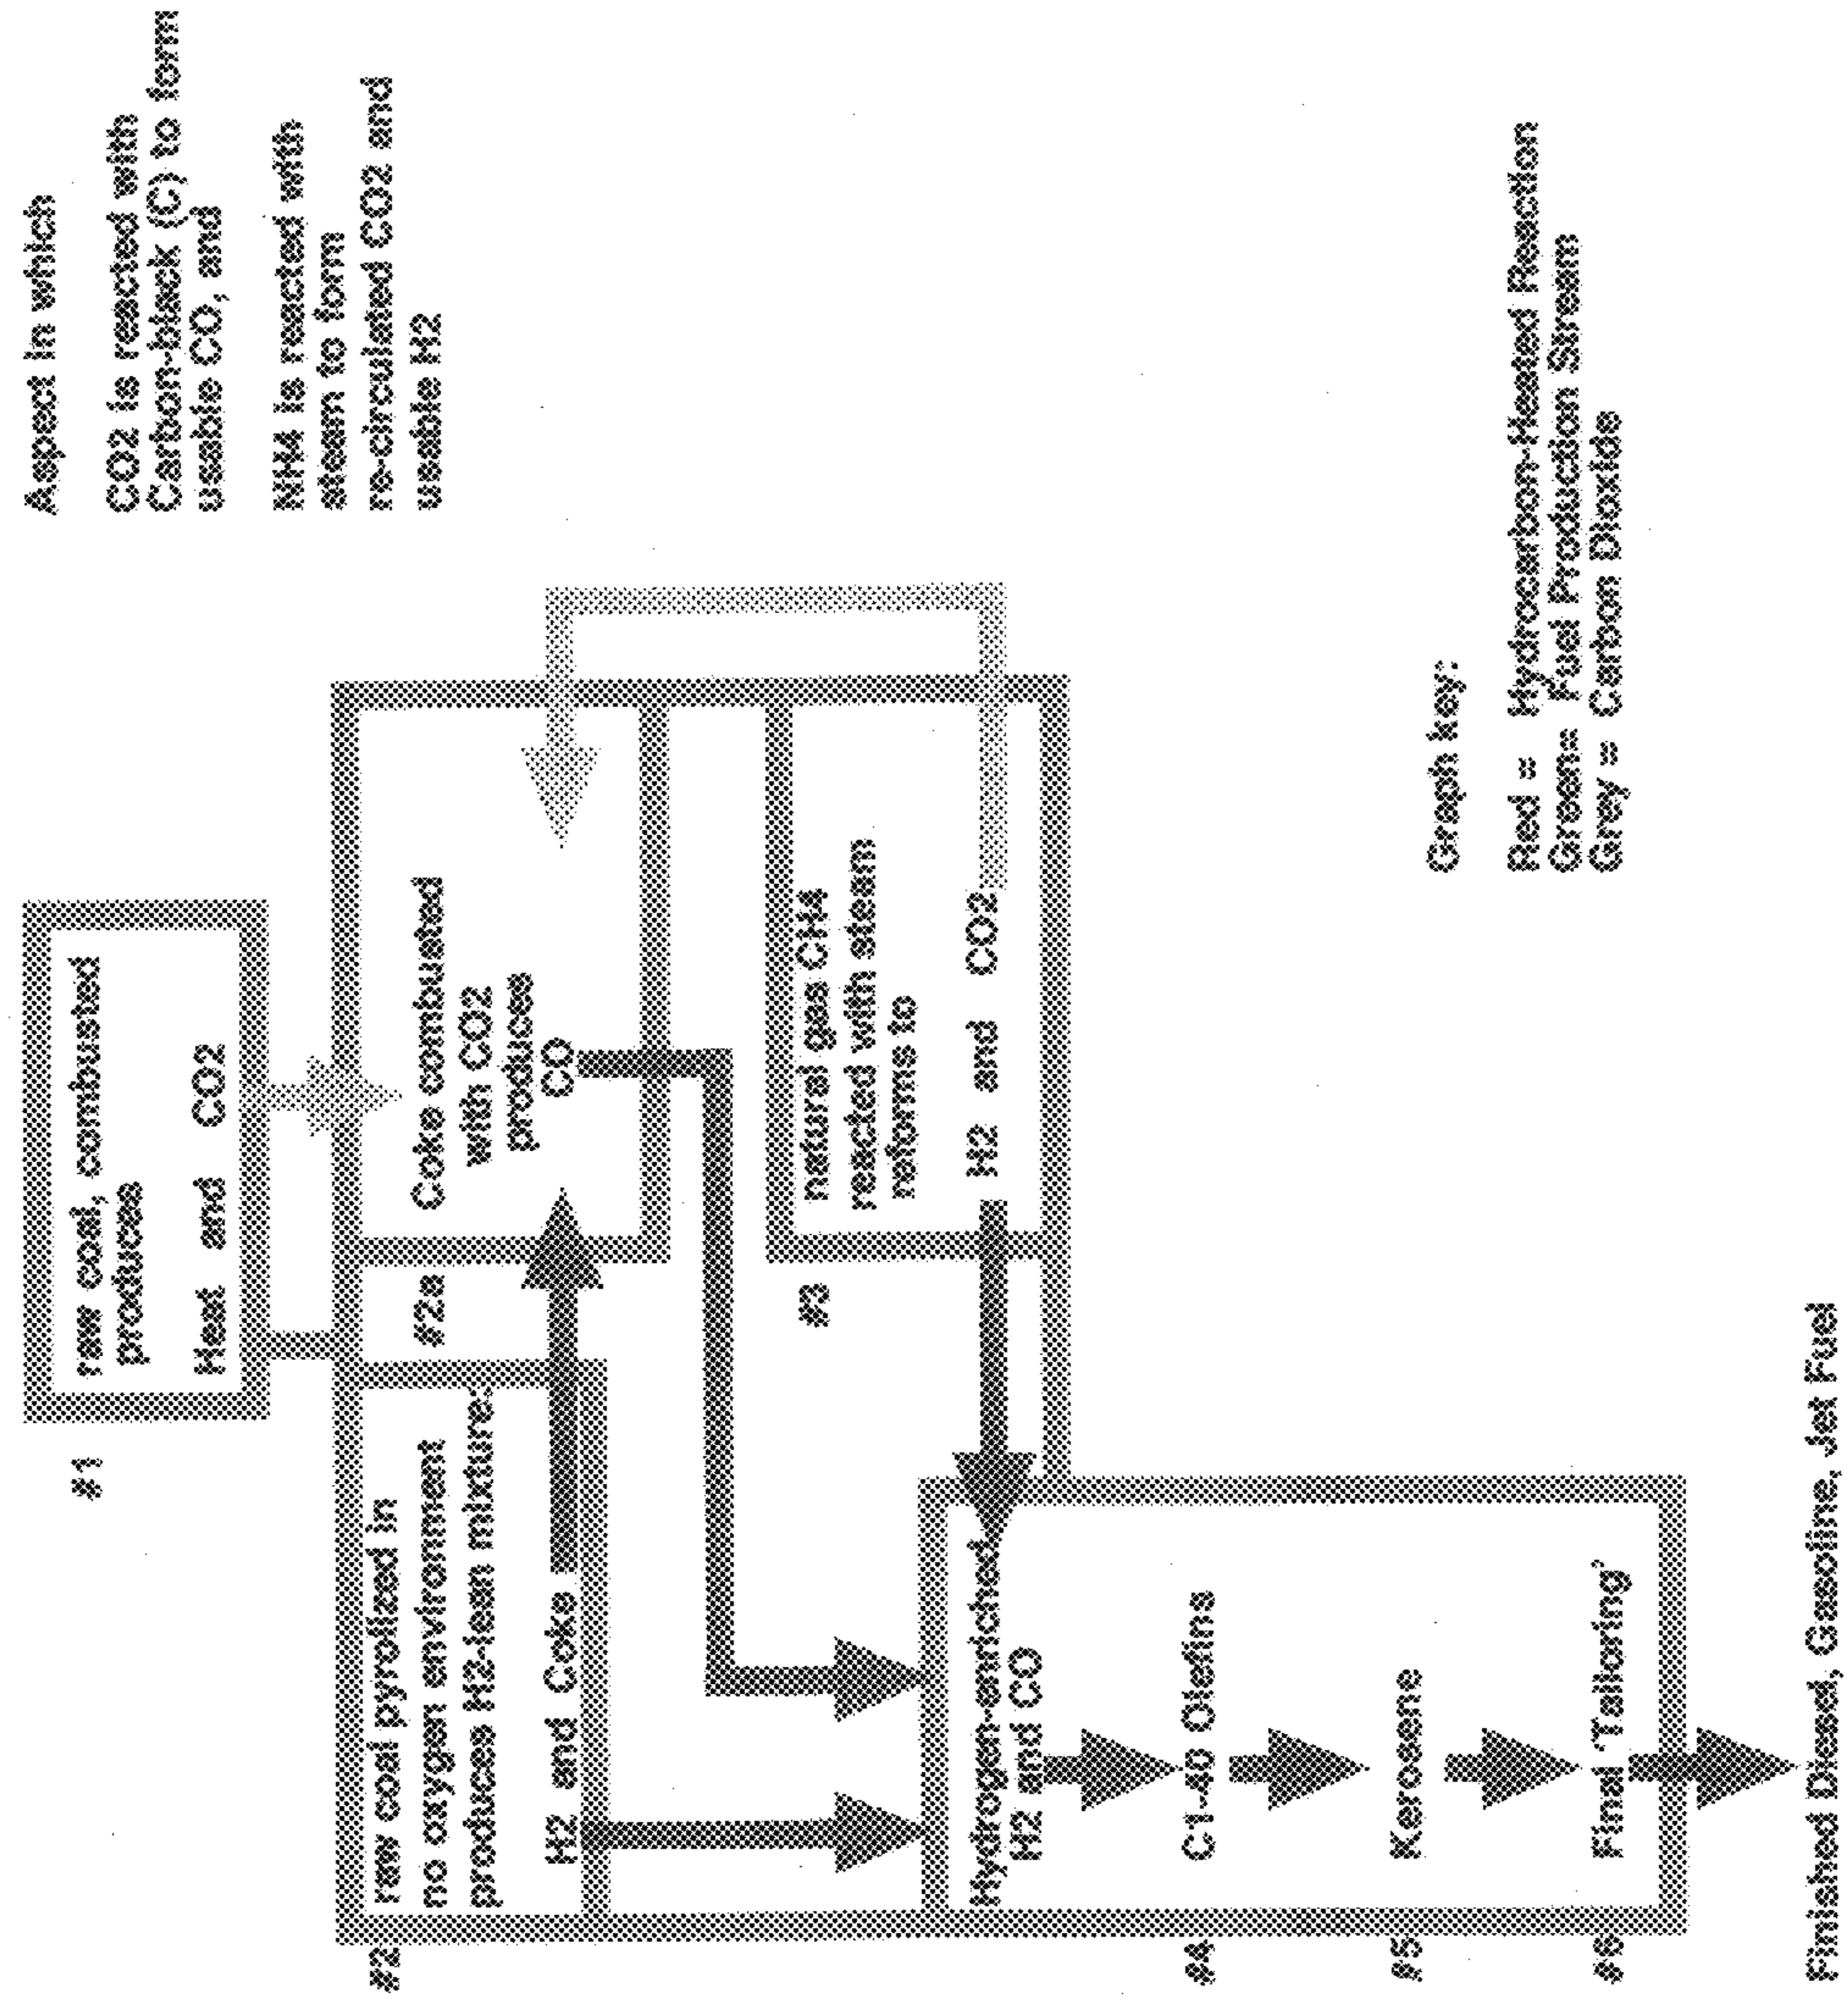 Aspect in which
CO2 is reacted with
Carbon-black (C) to form
usable CO, and
NH4 is reacted with
steam to form
re-circulated CO2 and
usable H2
#1
raw coal, combusted
produces
Heat and CO2
#2
raw coal pyrolized in
no oxygen environment
produces H2-lean mixture:
H2 and Coke
#2a
Coke combusted
with CO2
produces
CO
#3
natural gas CH4
reacted with steam
reforms to
H2 and CO2
Hydrogen-enriched
H2 and CO
#4
C1-40 Olefins
#5
Kerosene
#6
Final 'Tailoring'
Finished Diesel, Gasoline, Jet Fuel
Graph key:
Red = Hydrocarbon-Heated Reaction
Green= Fuel Production Stream
Grey = Carbon Dioxide